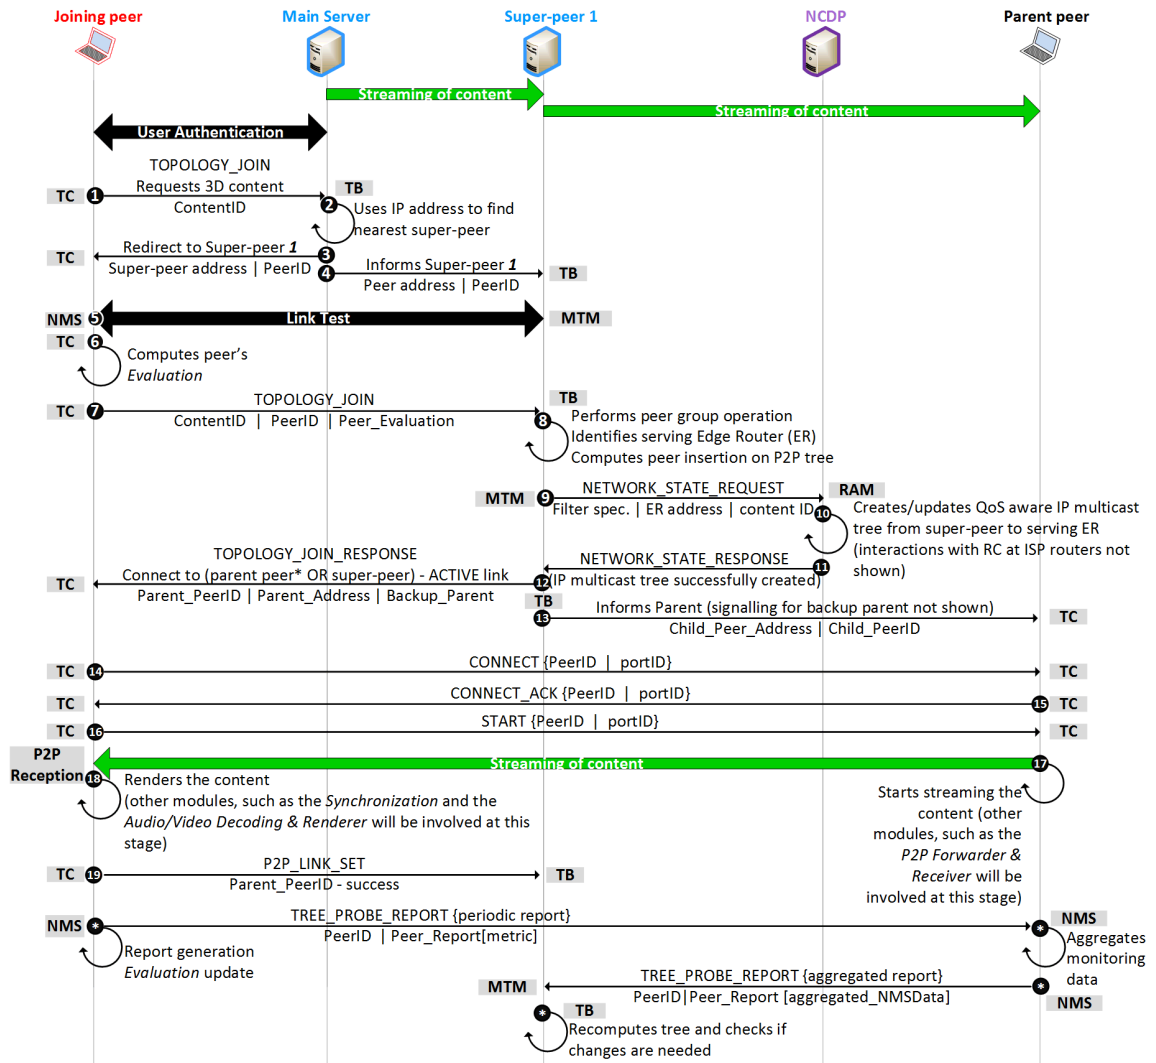 Joining peer
Main Server
Super-peer 1
NCDP
Parent peer
Streaming of content
Streaming of content
User Authentication
TOPOLOGY_JOIN
TC
1
Requests 3D content
ContentID
TB
2
Uses IP address to find
nearest super-peer
TC
Redirect to Super-peer 1
3
Super-peer address | PeerID
4
Informs Super-peer 1
Peer address | PeerID
TB
NMS
5
Link Test
MTM
TC
6
Computes peer's
Evaluation
TC
7
TOPOLOGY_JOIN
ContentID | PeerID | Peer_Evaluation
TB
8
Performs peer group operation
Identifies serving Edge Router (ER)
Computes peer insertion on P2P tree
MTM
9
NETWORK_STATE_REQUEST
Filter spec. | ER address | content ID
RAM
10
Creates/updates QoS aware IP multicast
tree from super-peer to serving ER
(interactions with RC at ISP routers not
shown)
NETWORK_STATE_RESPONSE
11
(IP multicast tree successfully created)
TOPOLOGY_JOIN_RESPONSE
TC
Connect to (parent peer* OR super-peer) - ACTIVE link
12
Parent_PeerID | Parent_Address | Backup_Parent
TB
13
Informs Parent (signalling for backup parent not shown)
Child_Peer_Address | Child_PeerID
TC
TC
14
CONNECT {PeerID | portID}
TC
TC
CONNECT_ACK {PeerID | portID}
15
TC
TC
16
START {PeerID | portID}
TC
P2P
Reception
Streaming of content
17
18
Renders the content
(other modules, such as the Synchronization and the
Audio/Video Decoding & Renderer will be involved at this
stage)
Starts streaming the
content (other
modules, such as the
P2P Forwarder &
Receiver will be
involved at this stage)
TC
19
P2P_LINK_SET
Parent_PeerID - success
TB
NMS
*
TREE_PROBE_REPORT {periodic report}
PeerID | Peer_Report[metric]
Report generation
Evaluation update
NMS
*
Aggregates
monitoring
data
MTM
TREE_PROBE_REPORT {aggregated report}
PeerID|Peer_Report [aggregated_NMSData]
*
NMS
*
TB
Recomputes tree and checks if
changes are needed